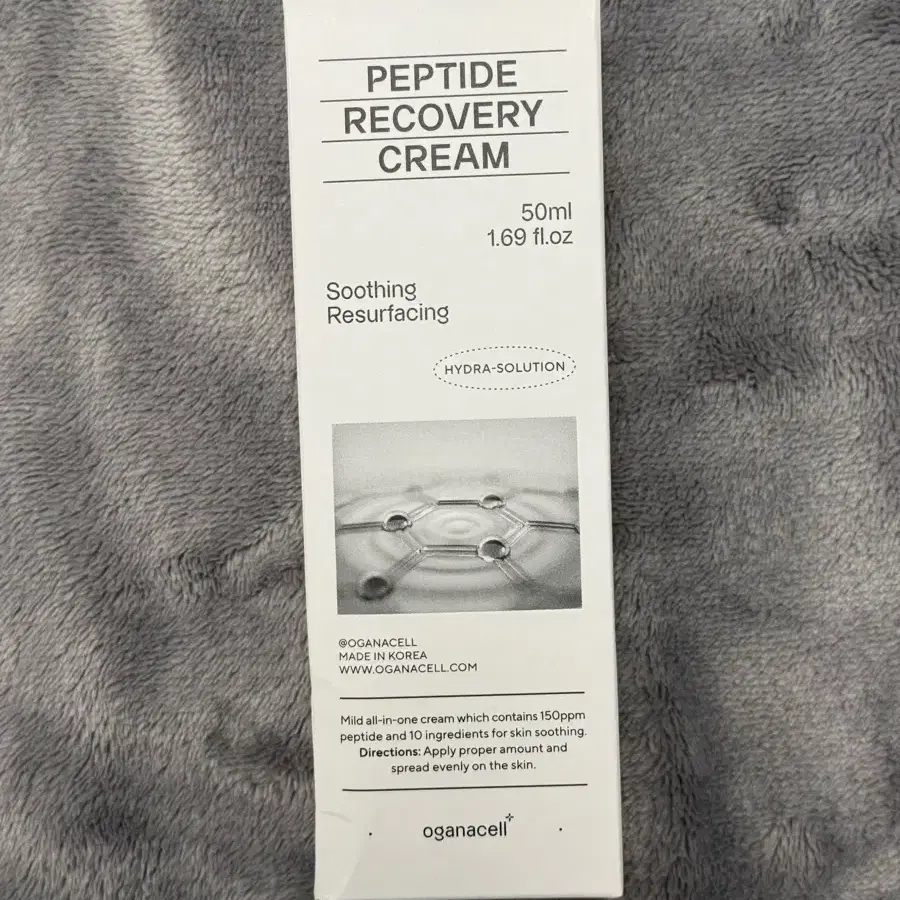 PEPTIDE
RECOVERY
CREAM
50ml
1.69 fl.oz
Soothing
Resurfacing
HYDRA-SOLUTION
@OGANACELL
MADE IN KOREA
WWW.OGANACELL.COM
Mild all-in-one cream which contains 150ppm
peptide and 10 ingredients for skin soothing.
Directions: Apply proper amount and
spread evenly on the skin.
oganacell